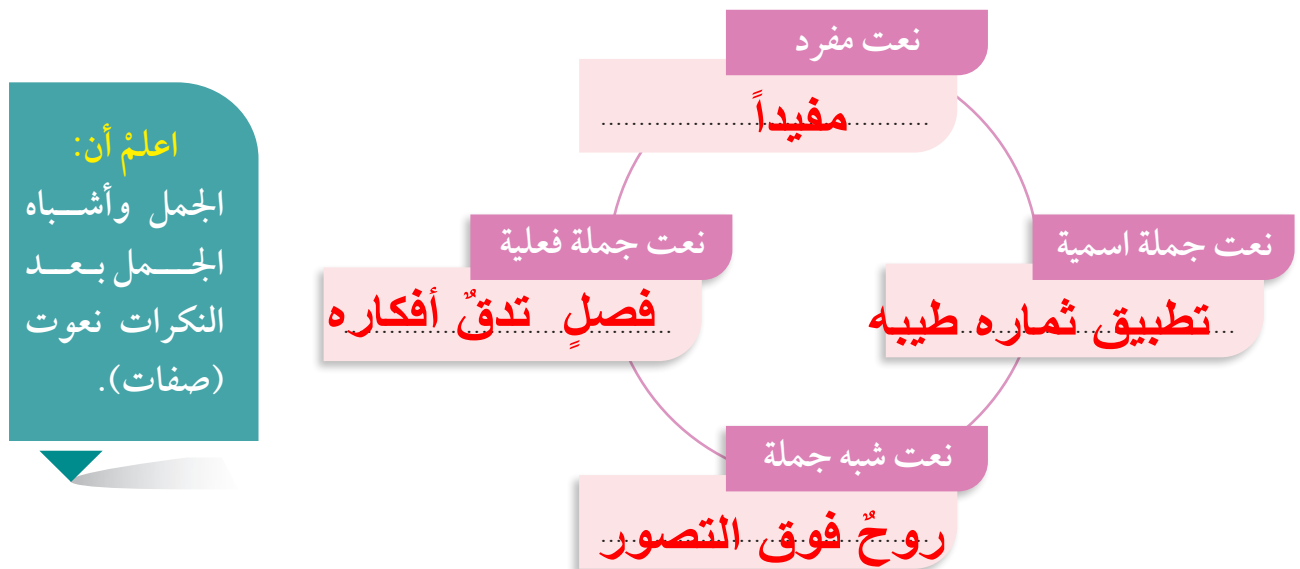 نعت مفرد
مفيداً
اعلمْ أن:
الجمل وأشباه
الجمل بعد
النكرات نعوت
(صفات).
نعت جملة اسمية
تطبيق ثماره طيبه
نعت جملة فعلية
فصلٍ تدقٌ أفكاره
نعت شبه جملة
روحٌ فوق التصور